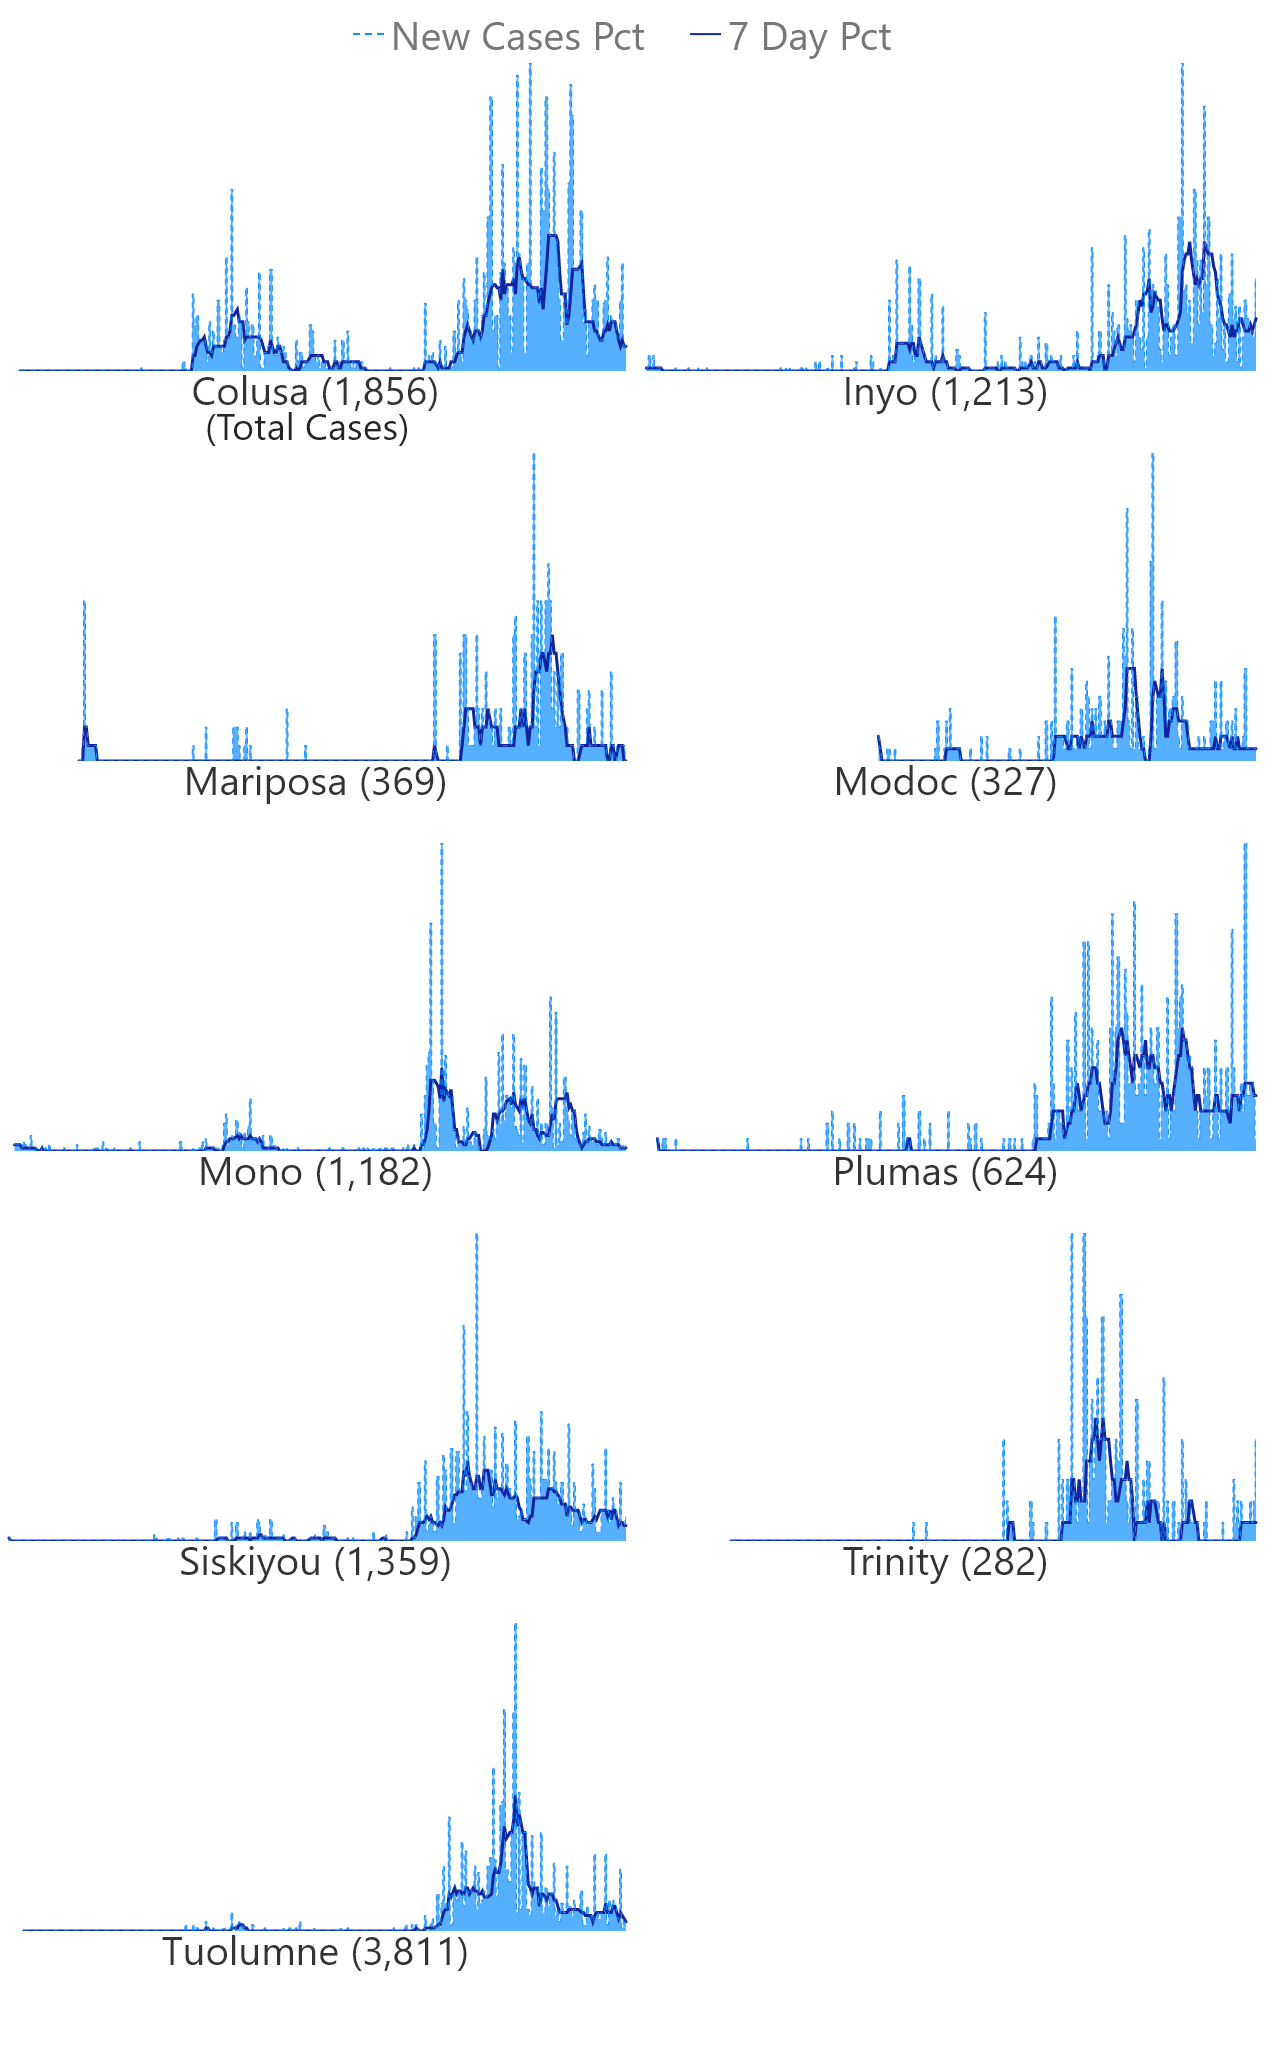 New Cases Pct 7 Day Pct
Colusa (1,856) Inyo (1,213)
(Total Cases)
Mariposa (369) Modoc (327)
Mono (1,182) Plumas (624)
Siskiyou (1,359) Trinity (282)
Tuolumne (3,811)